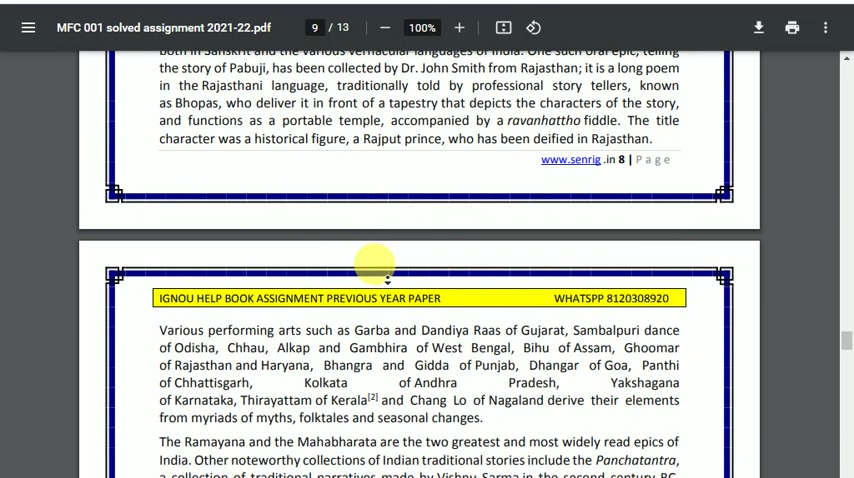 MFC 001 solved assignment 2021-22.pdf
9 / 13
100%
both in Sanskrit and the various vernacular languages of India. One such oral epic, telling
the story of Pabuji, has been collected by Dr. John Smith from Rajasthan; it is a long poem
in the Rajasthani language, traditionally told by professional story tellers, known
as Bhopas, who deliver it in front of a tapestry that depicts the characters of the story,
and functions as a portable temple, accompanied by a ravanhattho fiddle. The title
character was a historical figure, a Rajput prince, who has been deified in Rajasthan.
www.senrig .in 8 | Page
IGNOU HELP BOOK ASSIGNMENT PREVIOUS YEAR PAPER WHATSPP 8120308920
Various performing arts such as Garba and Dandiya Raas of Gujarat, Sambalpuri dance
of Odisha, Chhau, Alkap and Gambhira of West Bengal, Bihu of Assam, Ghoomar
of Rajasthan and Haryana, Bhangra and Gidda of Punjab, Dhangar of Goa, Panthi
of Chhattisgarh, Kolkata of Andhra Pradesh, Yakshagana
of Karnataka, Thirayattam of Kerala[2] and Chang Lo of Nagaland derive their elements
from myriads of myths, folktales and seasonal changes.
The Ramayana and the Mahabharata are the two greatest and most widely read epics of
India. Other noteworthy collections of Indian traditional stories include the Panchatantra,
a collection of traditional narratives made by Vishnu Sarma in the second century BC.